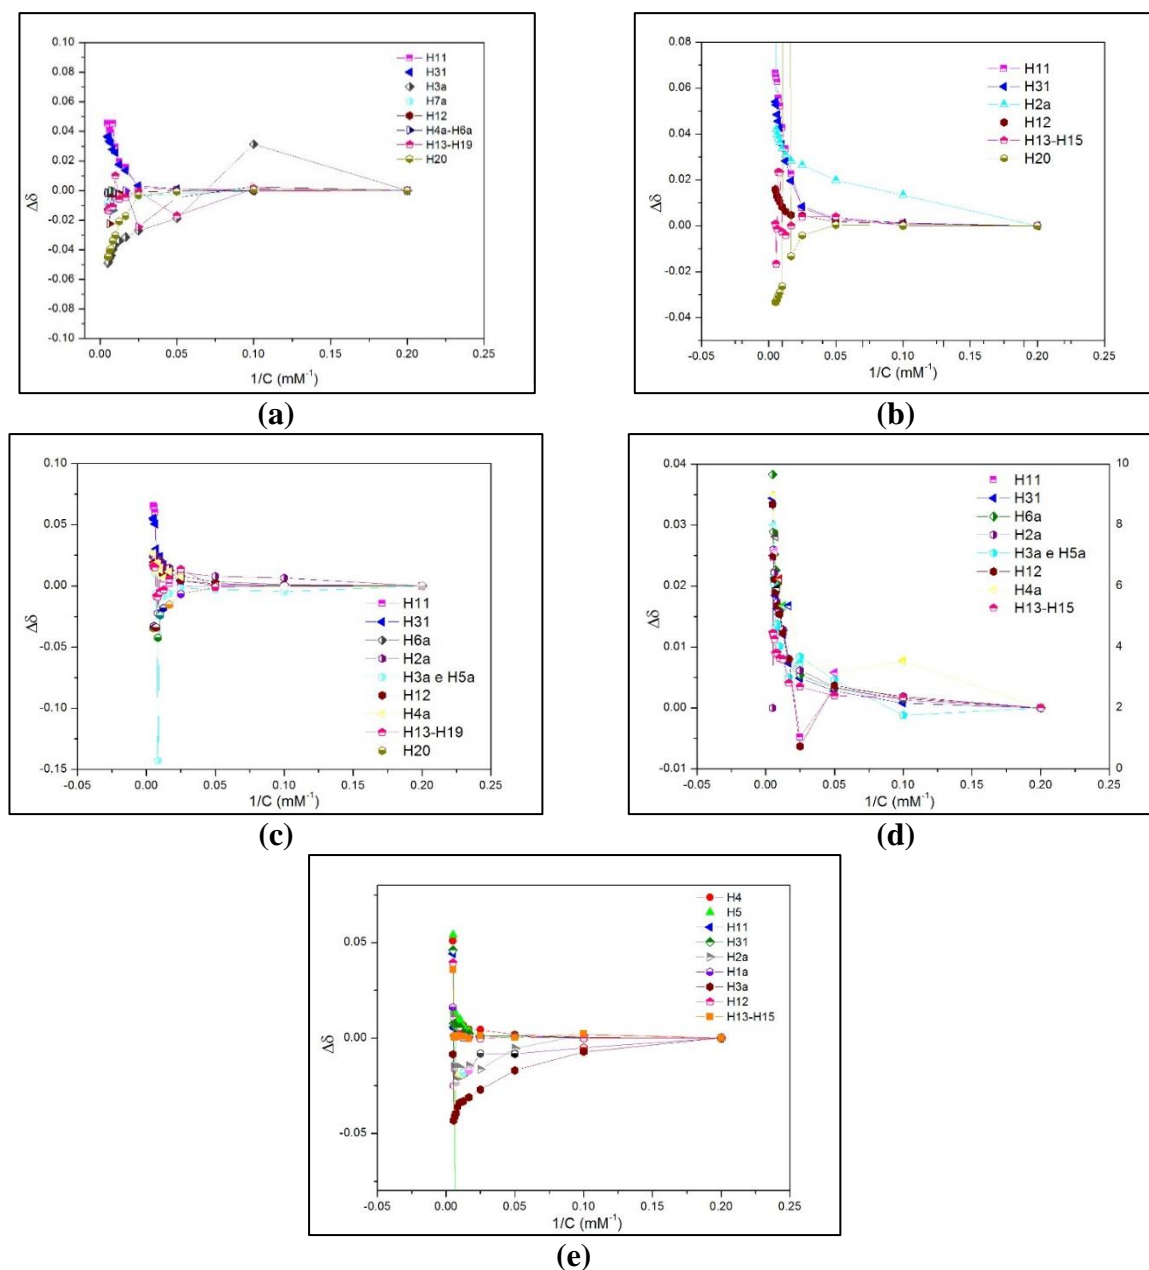 0.10
0.08
0.06
0.04
0.02
0.00
-0.02
-0.04
-0.06
-0.08
-0.10
Δδ
0.00 0.05 0.10 0.15 0.20 0.25
1/C (mM⁻¹)
H11
H31
H3a
H7a
H12
H4a-H6a
H13-H19
H20
(a)
0.08
0.06
0.04
0.02
0.00
-0.02
-0.04
Δδ
-0.05 0.00 0.05 0.10 0.15 0.20 0.25
1/C (mM⁻¹)
H11
H31
H2a
H12
H13-H15
H20
(b)
0.10
0.05
0.00
-0.05
-0.10
-0.15
Δδ
-0.05 0.00 0.05 0.10 0.15 0.20 0.25
1/C (mM⁻¹)
H11
H31
H6a
H2a
H3a e H5a
H12
H4a
H13-H19
H20
(c)
0.04
0.03
0.02
0.01
0.00
-0.01
Δδ
-0.05 0.00 0.05 0.10 0.15 0.20 0.25
1/C (mM⁻¹)
10
8
6
4
2
0
H11
H31
H6a
H2a
H3a e H5a
H12
H4a
H13-H15
(d)
0.05
0.00
-0.05
Δδ
-0.05 0.00 0.05 0.10 0.15 0.20 0.25
1/C (mM⁻¹)
H4
H5
H11
H31
H2a
H1a
H3a
H12
H13-H15
(e)